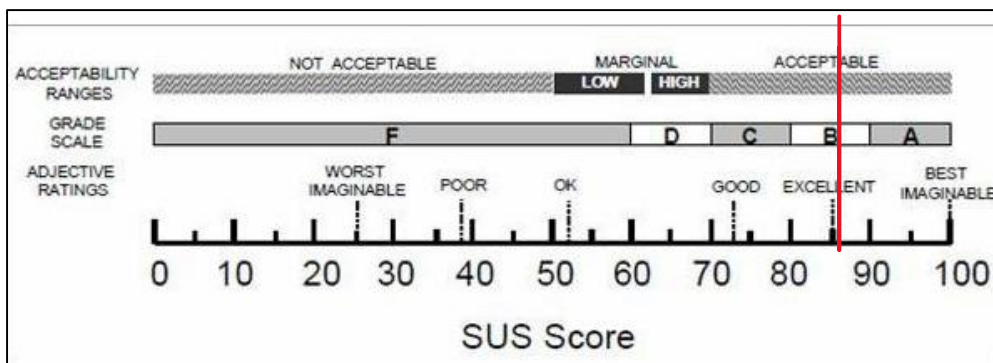 NOT ACCEPTABLE MARGINAL ACCEPTABLE
ACCEPTABILITY RANGES
LOW HIGH
GRADE SCALE
F D C B A
ADJECTIVE RATINGS
WORST IMAGINABLE
POOR
OK
GOOD
EXCELLENT
BEST IMAGINABLE
0 10 20 30 40 50 60 70 80 90 100
SUS Score